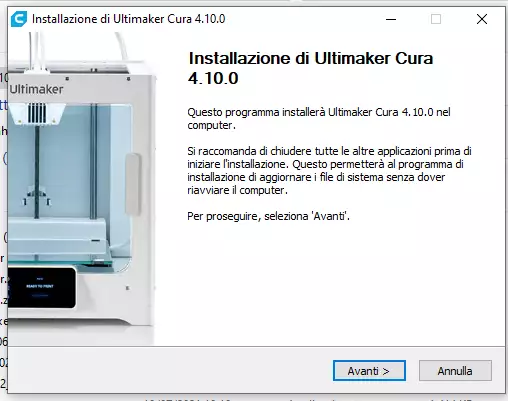 Installazione di Ultimaker Cura 4.10.0
Installazione di Ultimaker Cura
4.10.0
Ultimaker
Questo programma installerà Ultimaker Cura 4.10.0 nel
computer.
Si raccomanda di chiudere tutte le altre applicazioni prima di
iniziare l'installazione. Questo permetterà al programma di
installazione di aggiornare i file di sistema senza dover
riavviare il computer.
Per proseguire, seleziona 'Avanti'.
READY TO PRINT
Avanti >
Annulla